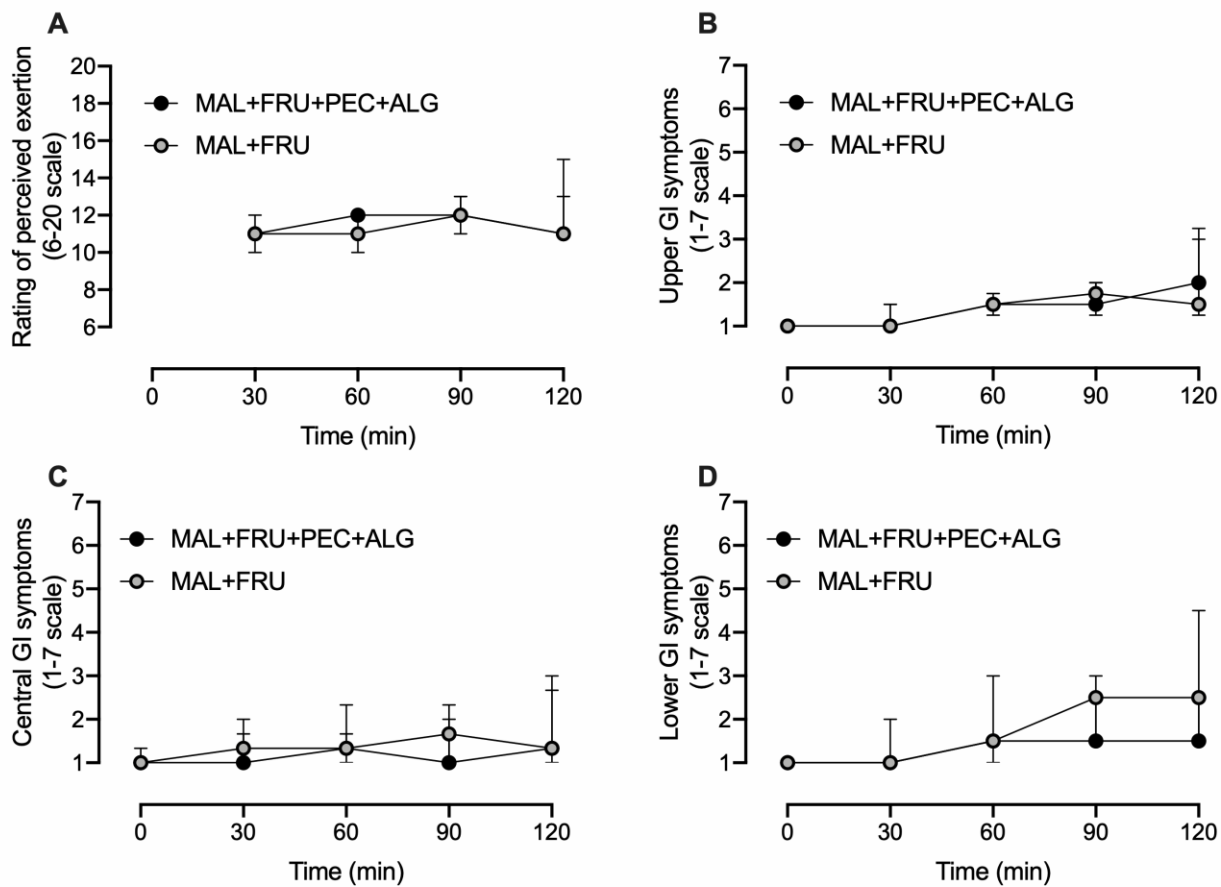 A
Rating of perceived exertion
(6-20 scale)
20
18
16
14
12
10
8
6
MAL+FRU+PEC+ALG
MAL+FRU
0 30 60 90 120
Time (min)
B
Upper GI symptoms
(1-7 scale)
7
6
5
4
3
2
1
MAL+FRU+PEC+ALG
MAL+FRU
0 30 60 90 120
Time (min)
C
Central GI symptoms
(1-7 scale)
7
6
5
4
3
2
1
MAL+FRU+PEC+ALG
MAL+FRU
0 30 60 90 120
Time (min)
D
Lower GI symptoms
(1-7 scale)
7
6
5
4
3
2
1
MAL+FRU+PEC+ALG
MAL+FRU
0 30 60 90 120
Time (min)